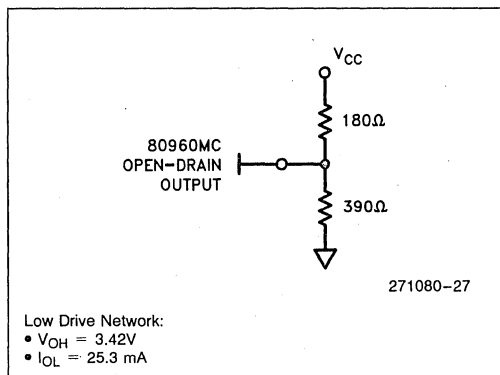 VCC
180Ω
80960MC
OPEN-DRAIN
OUTPUT
390Ω
271080-27
Low Drive Network:
• VOH = 3.42V
• IOL = 25.3 mA